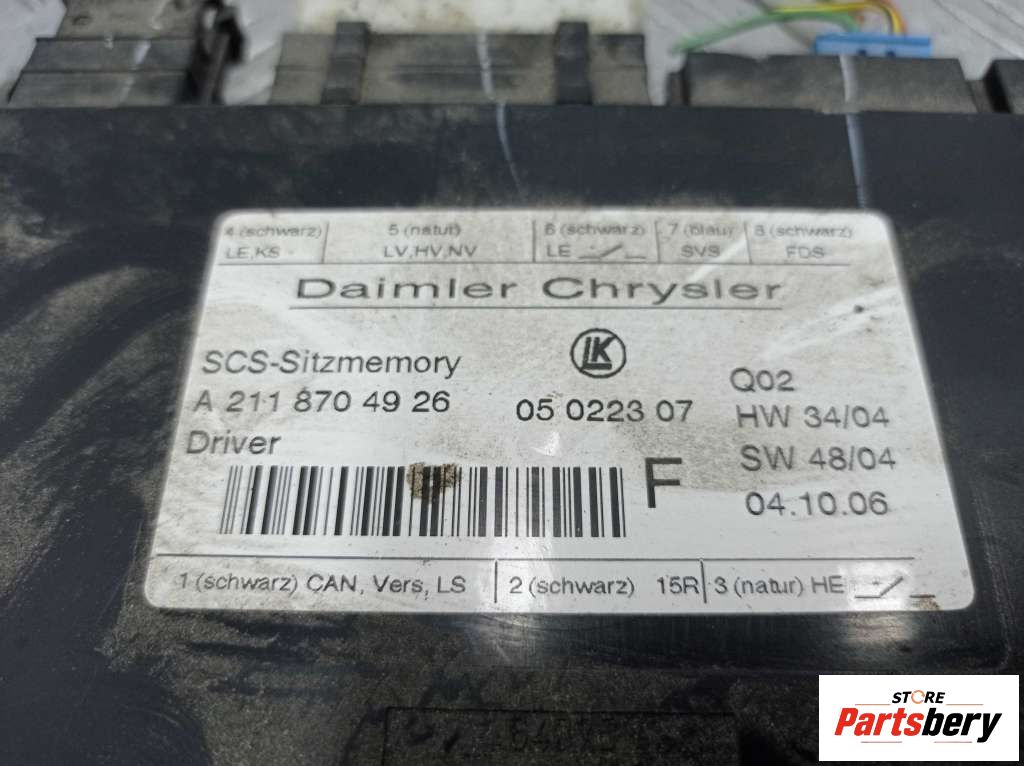 4 (schwarz) 5 (natur) 6 (schwarz) 7 (blau) 8 (schwarz)
LE,KS LV,HV,NV LE SVS FDS
Daimler Chrysler
LK
SCS-Sitzmemory
Q02
A 211 870 49 26 05 0223 07 HW 34/04
Driver
SW 48/04
F
04.10.06
1 (schwarz) CAN, Vers, LS 2 (schwarz) 15R 3 (natur) HE
STORE
Partsbery